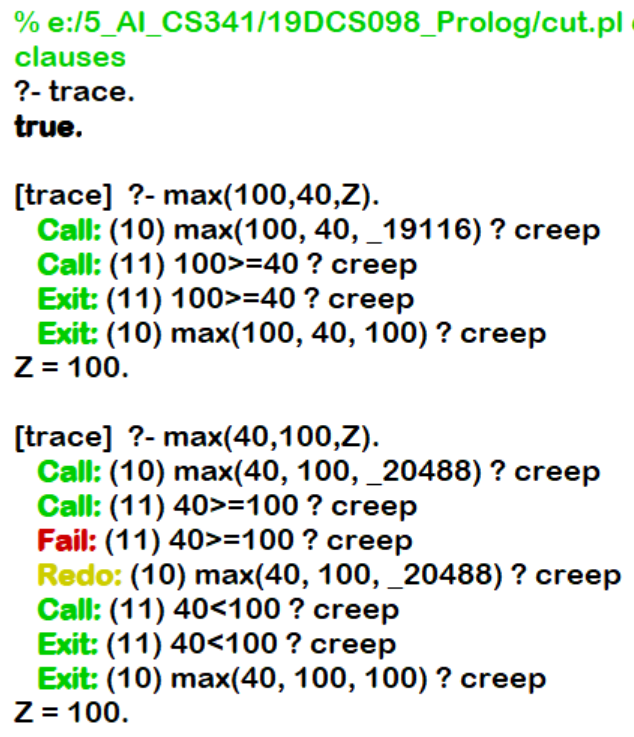 % e:/5_AI_CS341/19DCS098_Prolog/cut.pl
clauses
?- trace.
true.
[trace]  ?- max(100,40,Z).
Call: (10) max(100, 40, _19116) ? creep
Call: (11) 100>=40 ? creep
Exit: (11) 100>=40 ? creep
Exit: (10) max(100, 40, 100) ? creep
Z = 100.
[trace]  ?- max(40,100,Z).
Call: (10) max(40, 100, _20488) ? creep
Call: (11) 40>=100 ? creep
Fail: (11) 40>=100 ? creep
Redo: (10) max(40, 100, _20488) ? creep
Call: (11) 40<100 ? creep
Exit: (11) 40<100 ? creep
Exit: (10) max(40, 100, 100) ? creep
Z = 100.